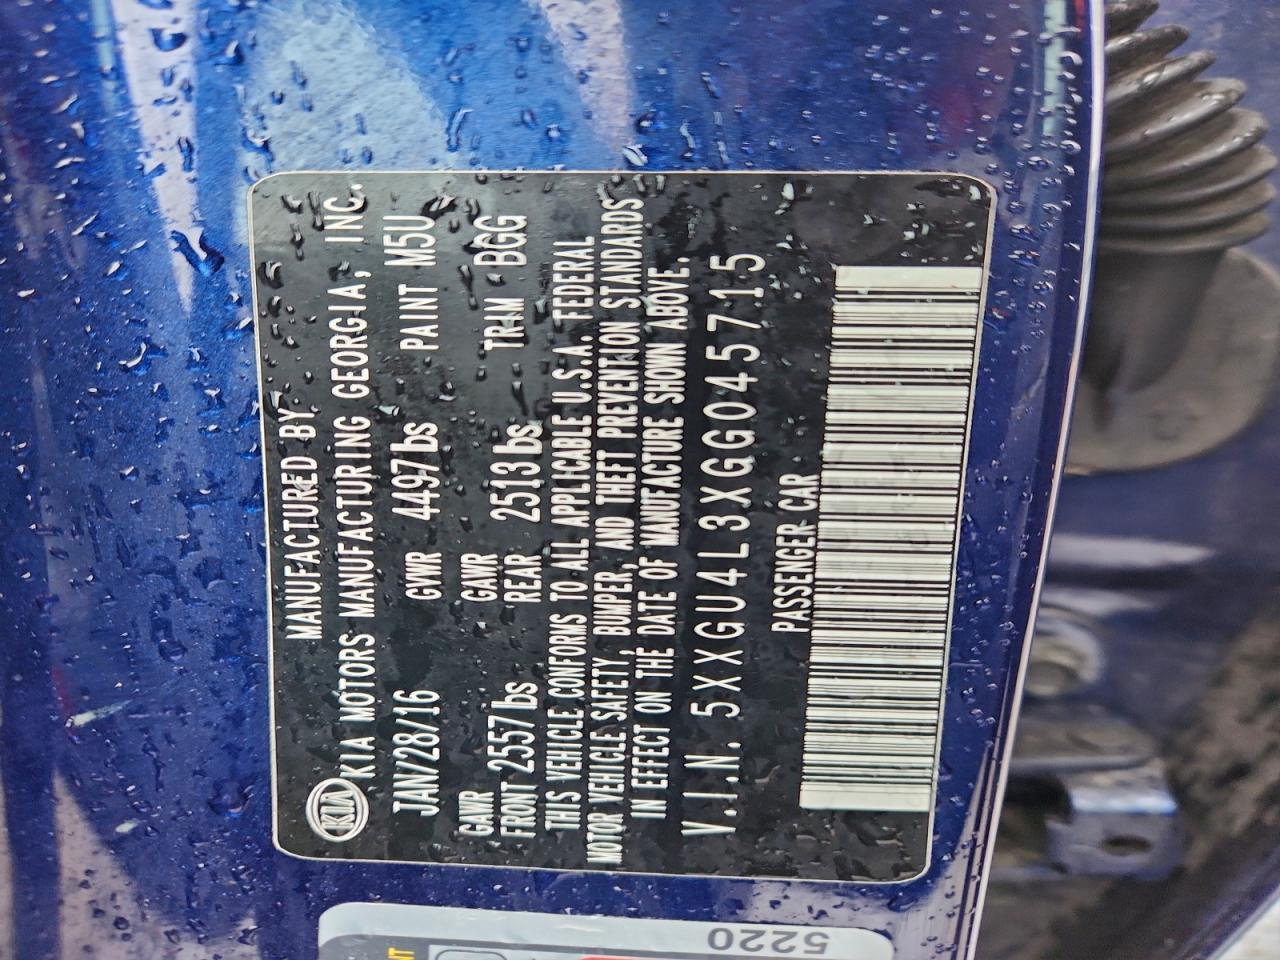 KIA
MANUFACTURED BY
KIA MOTORS MANUFACTURING GEORGIA, INC.
JAN/28/16 GVWR 4497lbs PAINT M5U
GAWR FRONT 2557lbs GAWR REAR 2513lbs TRIM BGG
THIS VEHICLE CONFORMS TO ALL APPLICABLE U.S.A. FEDERAL
MOTOR VEHICLE SAFETY, BUMPER, AND THEFT PREVENTION STANDARDS
IN EFFECT ON THE DATE OF MANUFACTURE SHOWN ABOVE.
V.I.N. 5XXGU4L3XGG045715
PASSENGER CAR
5220